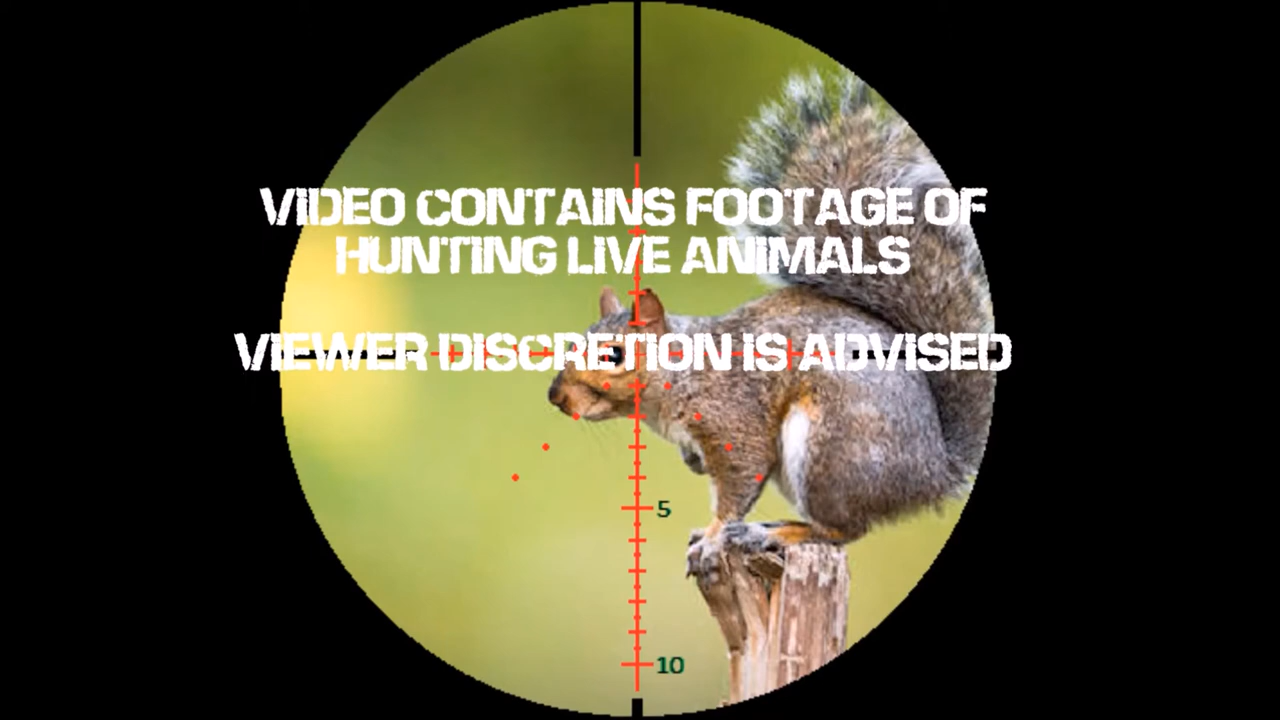 VIDEO CONTAINS FOOTAGE OF
HUNTING LIVE ANIMALS
VIEWER DISCRETION IS ADVISED
5
10